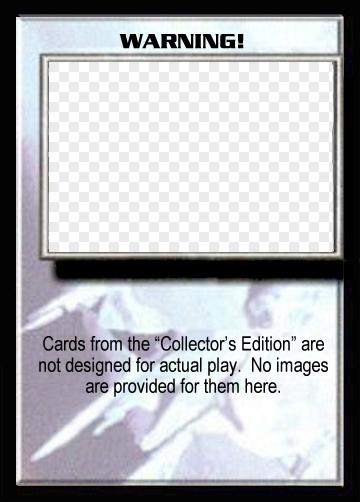 WARNING!
Cards from the “Collector’s Edition” are
not designed for actual play.  No images
are provided for them here.